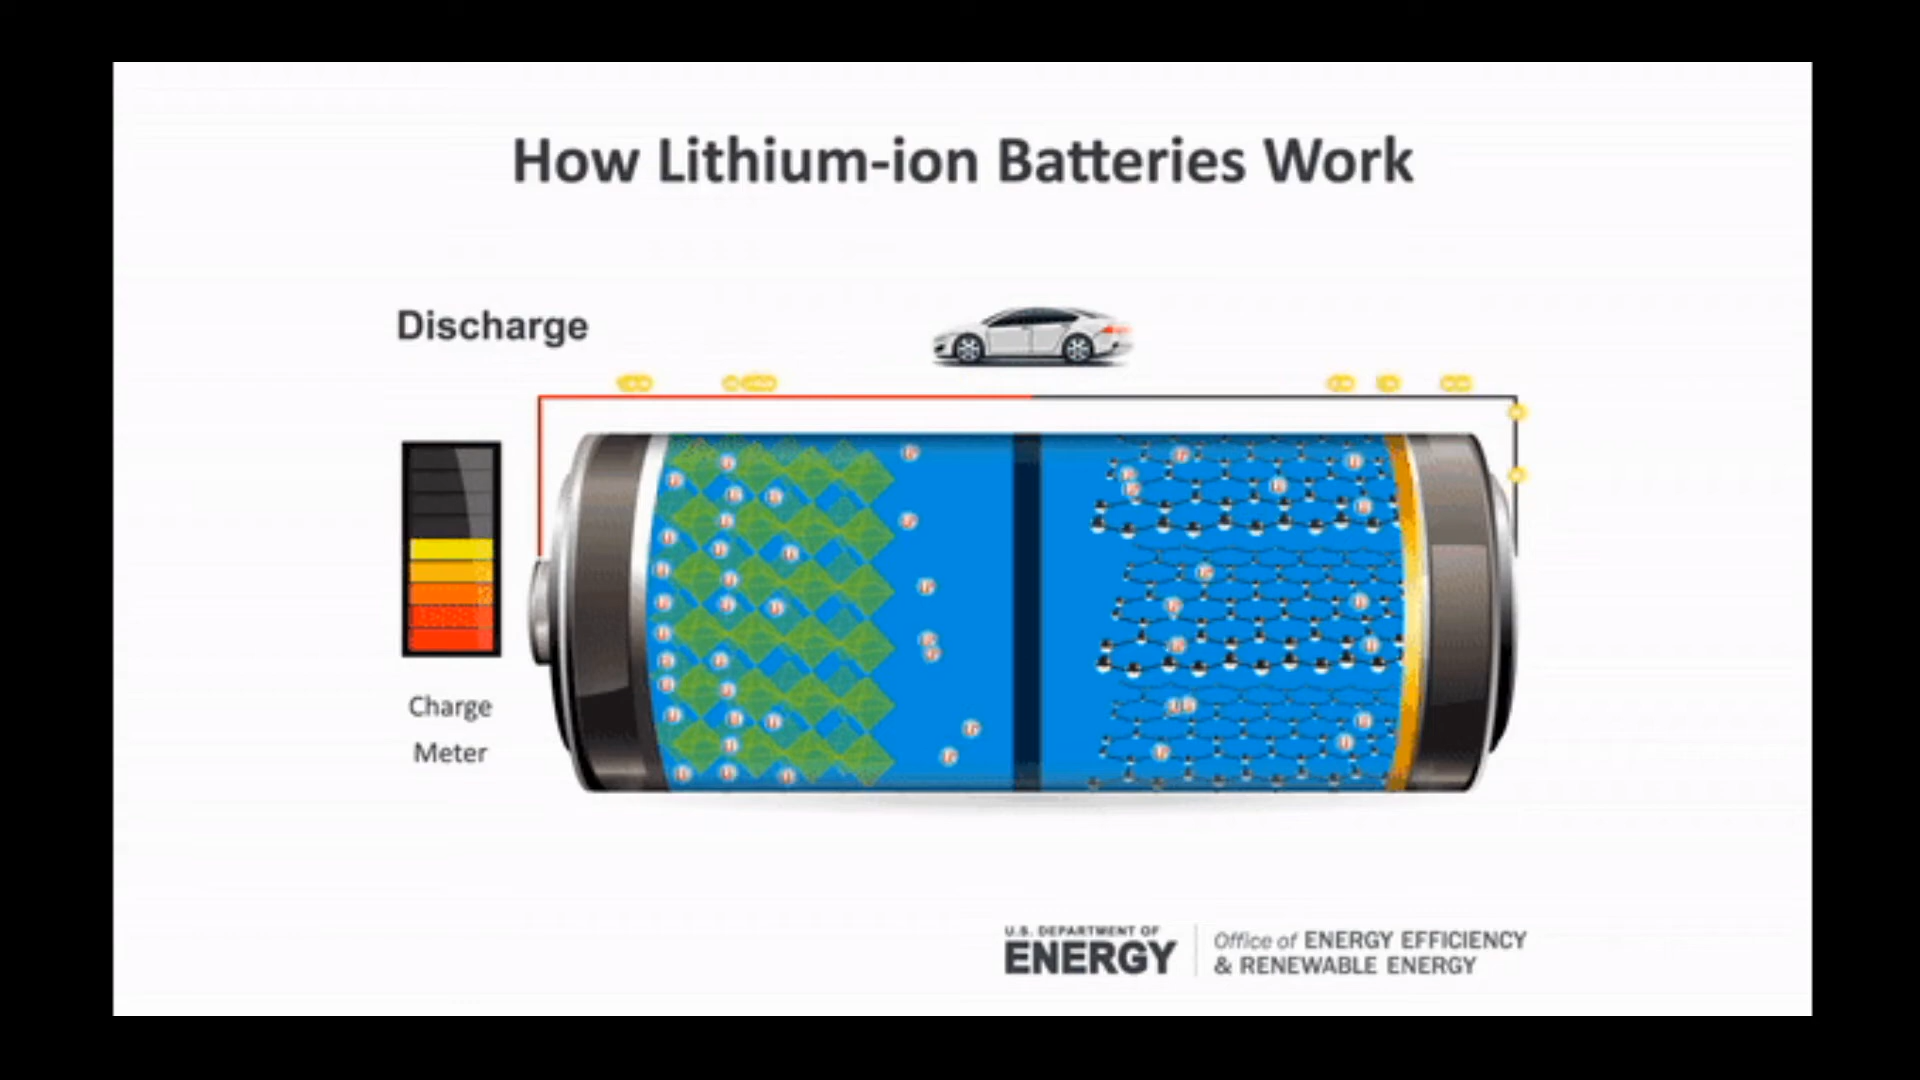 How Lithium-ion Batteries Work
Discharge
Charge
Meter
U.S. DEPARTMENT OF
ENERGY
Office of ENERGY EFFICIENCY
& RENEWABLE ENERGY